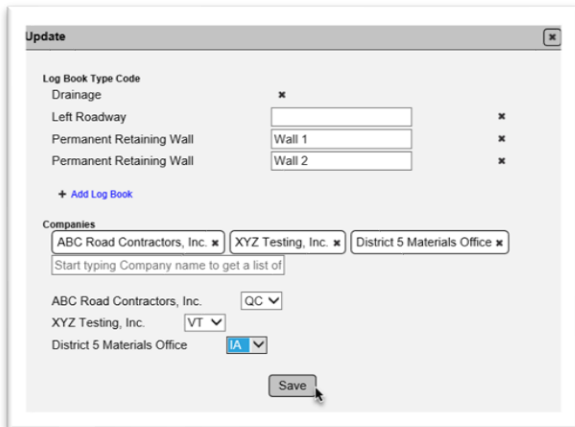 Update
Log Book Type Code
Drainage
Left Roadway
Permanent Retaining Wall Wall 1
Permanent Retaining Wall Wall 2
+ Add Log Book
Companies
ABC Road Contractors, Inc. × XYZ Testing, Inc. × District 5 Materials Office ×
Start typing Company name to get a list of
ABC Road Contractors, Inc. QC
XYZ Testing, Inc. VT
District 5 Materials Office IA
Save